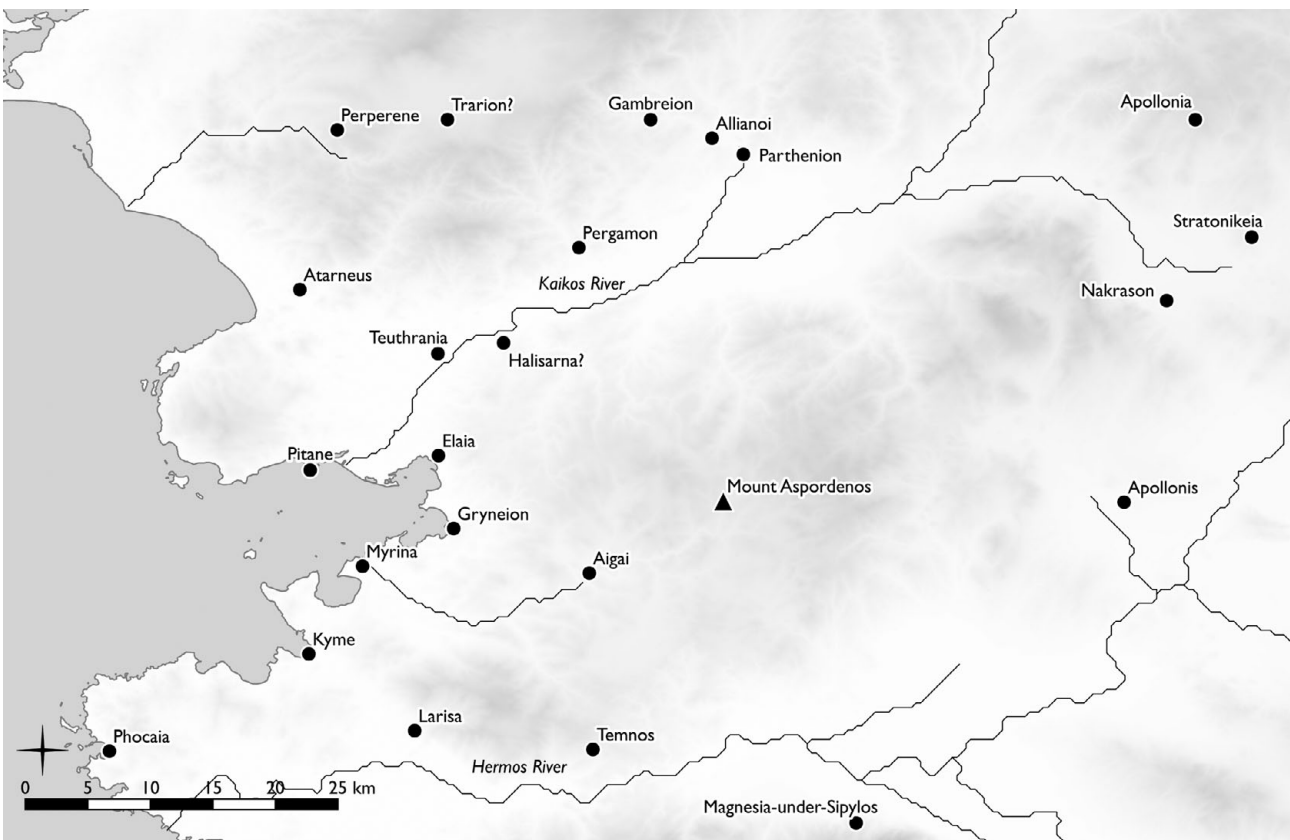 Perperene
Trarion?
Gambreion
Allianoi
Parthenion
Apollonia
Stratonikeia
Pergamon
Kaikos River
Atarneus
Nakrason
Teuthrania
Halisarna?
Elaia
Pitane
Mount Aspordenos
Apollonis
Gryneion
Myrina
Aigai
Kyme
Larisa
Temnos
Phocaia
Hermos River
0 5 10 15 20 25 km
Magnesia-under-Sipylos